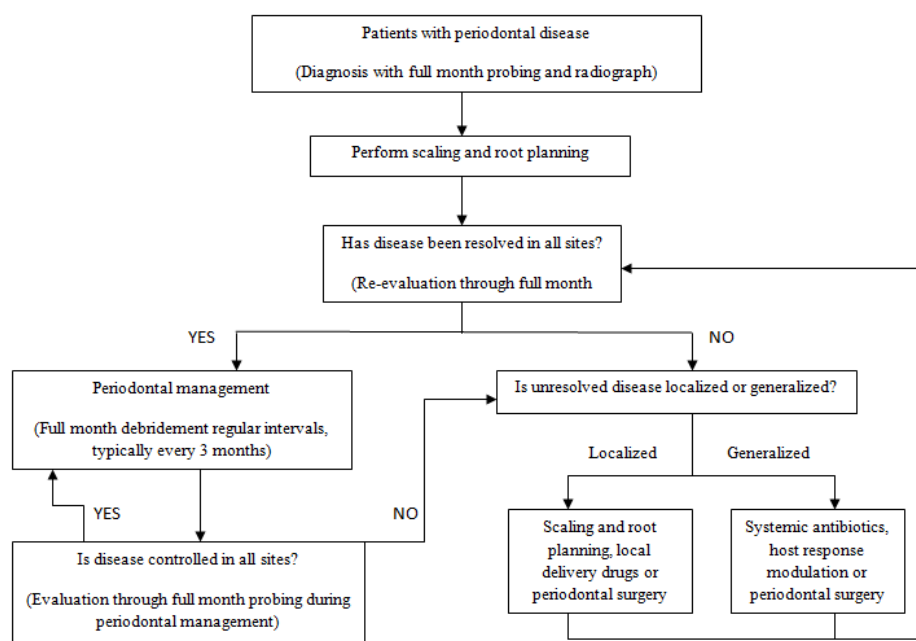 Patients with periodontal disease
(Diagnosis with full month probing and radiograph)
Perform scaling and root planning
Has disease been resolved in all sites?
(Re-evaluation through full month
YES
NO
Periodontal management
(Full month debridement regular intervals,
typically every 3 months)
Is unresolved disease localized or generalized?
Localized
Generalized
YES
NO
Scaling and root
planning, local
delivery drugs or
periodontal surgery
Systemic antibiotics,
host response
modulation or
periodontal surgery
Is disease controlled in all sites?
(Evaluation through full month probing during
periodontal management)